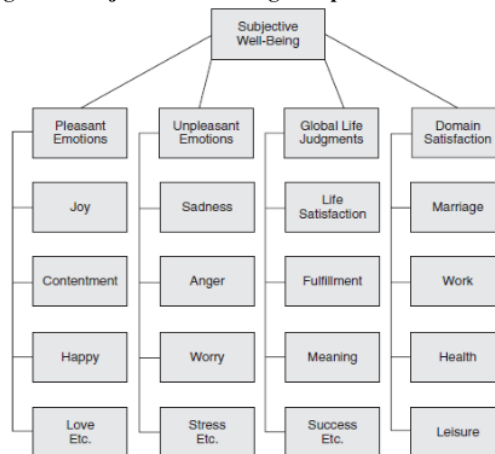 Subjective
Well-Being
Pleasant
Emotions
Unpleasant
Emotions
Global Life
Judgments
Domain
Satisfaction
Joy
Sadness
Life
Satisfaction
Marriage
Contentment
Anger
Fulfillment
Work
Happy
Worry
Meaning
Health
Love
Etc.
Stress
Etc.
Success
Etc.
Leisure